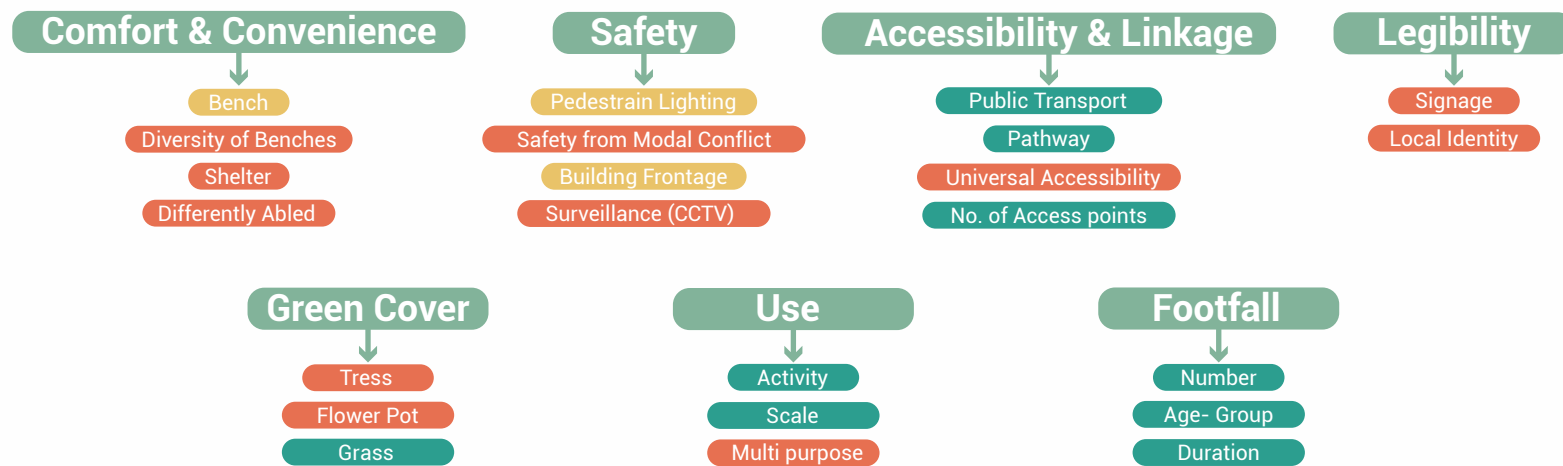 Comfort & Convenience
Bench
Diversity of Benches
Shelter
Differently Abled
Safety
Pedestrain Lighting
Safety from Modal Conflict
Building Frontage
Surveillance (CCTV)
Accessibility & Linkage
Public Transport
Pathway
Universal Accessibility
No. of Access points
Legibility
Signage
Local Identity
Green Cover
Tress
Flower Pot
Grass
Use
Activity
Scale
Multi purpose
Footfall
Number
Age- Group
Duration